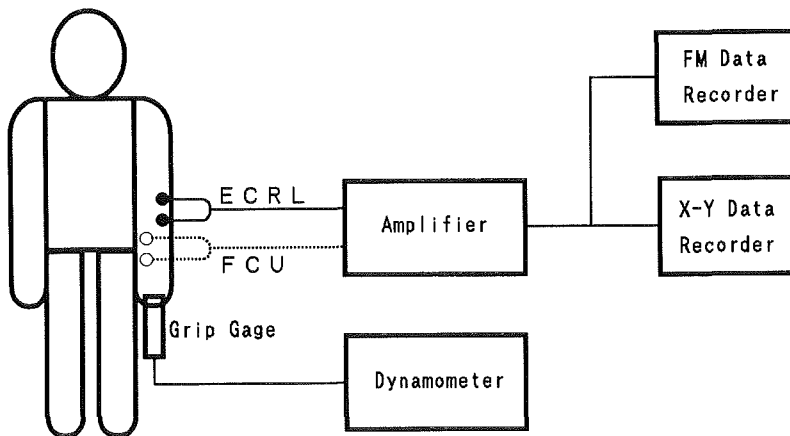 FM Data
Recorder
ECRL
Amplifier
X-Y Data
Recorder
FCU
Grip Gage
Dynamometer